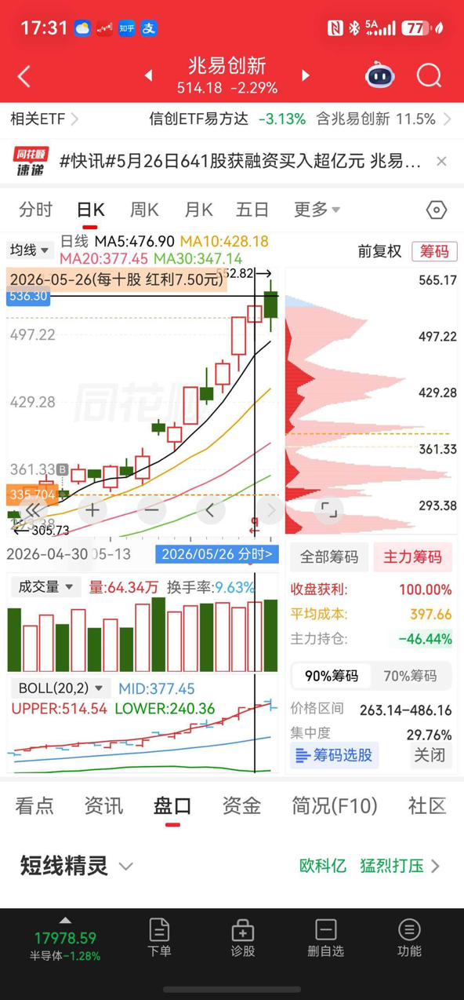 17:31 知乎 支 5A 77
兆易创新
514.18 -2.29%
相关ETF 信创ETF易方达 -3.13% 含兆易创新 11.5%
同花顺
速递
#快讯#5月26日641股获融资买入超亿元 兆易...
分时 日K 周K 月K 五日 更多
均线 日线 MA5:476.90 MA10:428.18
MA20:377.45 MA30:347.14
前复权 筹码
2026-05-26(每十股 红利7.50元) 552.82
536.30
565.17
497.22 497.22
同花顺
429.28 429.28
361.33 B 361.33
335.704
293.38 293.38
305.73
q
2026-04-30 05-13 2026/05/26 分时>
全部筹码 主力筹码
成交量 量:64.34万 换手率:9.63%
收盘获利: 100.00%
平均成本: 397.66
主力持仓: -46.44%
90%筹码 70%筹码
BOLL(20,2) MID:377.45
UPPER:514.54 LOWER:240.36
价格区间 263.14-486.16
集中度 29.76%
筹码选股 关闭
看点 资讯 盘口 资金 简况(F10) 社区
短线精灵 欧科亿 猛烈打压
17978.59
半导体-1.28%
下单 诊股 删自选 功能